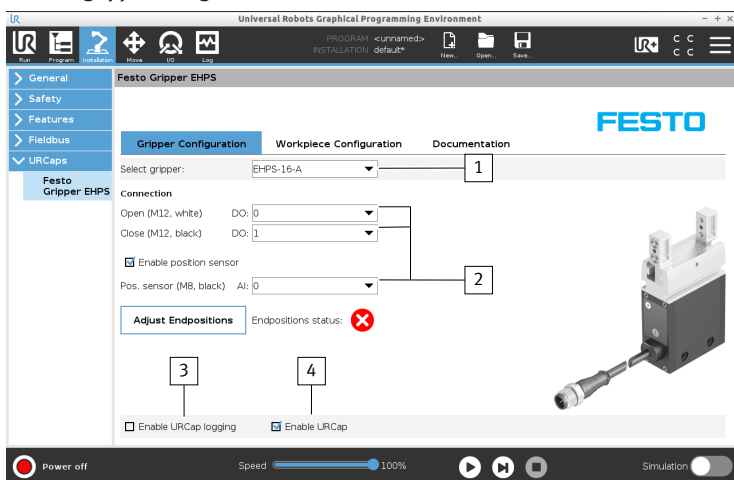 UR
Universal Robots Graphical Programming Environment
PROGRAM <unnamed>
INSTALLATION default*
Run Program Installation Move I/O Log
New... Open... Save...
UR+
C C
C C
General
Safety
Features
Fieldbus
URCaps
Festo
Gripper EHPS
Festo Gripper EHPS
FESTO
Gripper Configuration Workpiece Configuration Documentation
Select gripper: EHPS-16-A 1
Connection
Open (M12, white) DO: 0
Close (M12, black) DO: 1
Enable position sensor
Pos. sensor (M8, black) AI: 0 2
Adjust Endpositions Endpositions status:
3 4
Enable URCap logging Enable URCap
Power off Speed 100% Simulation